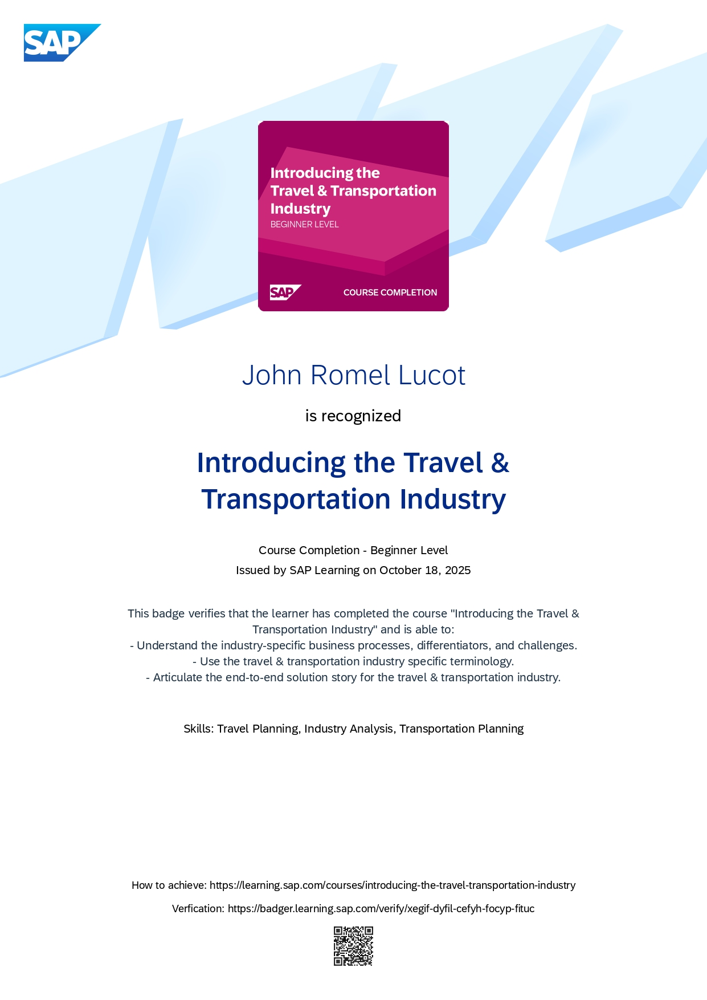 SAP
Introducing the
Travel & Transportation
Industry
BEGINNER LEVEL
SAP
COURSE COMPLETION
John Romel Lucot
is recognized
Introducing the Travel &
Transportation Industry
Course Completion - Beginner Level
Issued by SAP Learning on October 18, 2025
This badge verifies that the learner has completed the course "Introducing the Travel &
Transportation Industry" and is able to:
- Understand the industry-specific business processes, differentiators, and challenges.
- Use the travel & transportation industry specific terminology.
- Articulate the end-to-end solution story for the travel & transportation industry.
Skills: Travel Planning, Industry Analysis, Transportation Planning
How to achieve: https://learning.sap.com/courses/introducing-the-travel-transportation-industry
Verfication: https://badger.learning.sap.com/verify/xegif-dyfil-cefyh-focyp-fituc